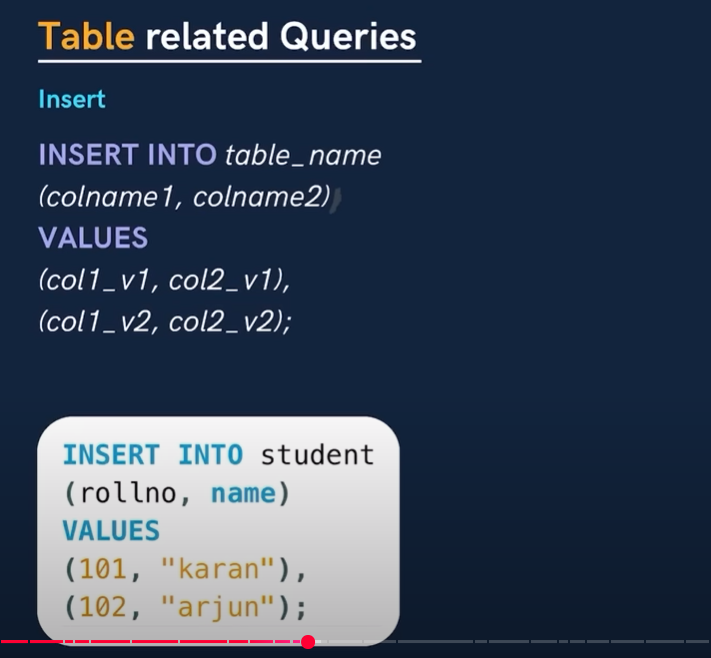 Table related Queries
Insert
INSERT INTO table_name
(colname1, colname2)
VALUES
(col1_v1, col2_v1),
(col1_v2, col2_v2);
INSERT INTO student
(rollno, name)
VALUES
(101, "karan"),
(102, "arjun");